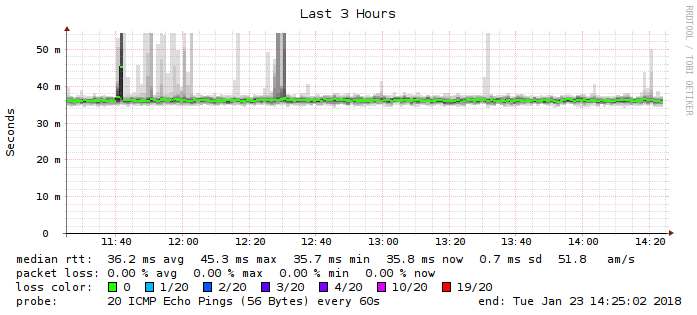 Last 3 Hours
RRDTOOL / TOBI OETIKER
Seconds
50 m
40 m
30 m
20 m
10 m
0
11:40 12:00 12:20 12:40 13:00 13:20 13:40 14:00 14:20
median rtt: 36.2 ms avg 45.3 ms max 35.7 ms min 35.8 ms now 0.7 ms sd 51.8 am/s
packet loss: 0.00 % avg 0.00 % max 0.00 % min 0.00 % now
loss color: 0 1/20 2/20 3/20 4/20 10/20 19/20
probe: 20 ICMP Echo Pings (56 Bytes) every 60s end: Tue Jan 23 14:25:02 2018